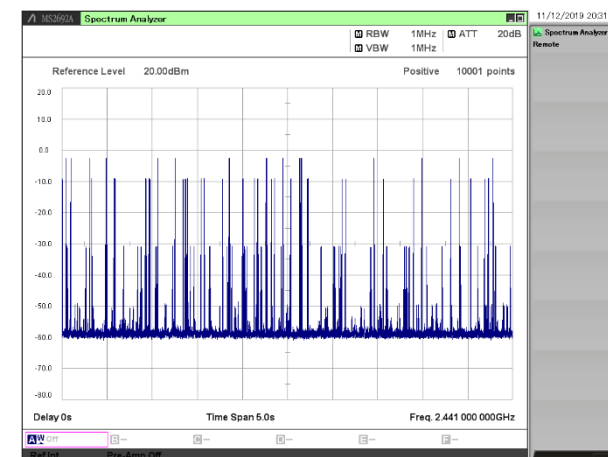 MS2692A Spectrum Analyzer
11/12/2019 20:31
RBW 1MHz ATT 20dB
VBW 1MHz
Spectrum Analyzer
Remote
Reference Level 20.00dBm Positive 10001 points
20.0
10.0
0.0
-10.0
-20.0
-30.0
-40.0
-50.0
-60.0
-70.0
-80.0
Delay 0s Time Span 5.0s Freq. 2.441 000 000GHz
A W Off B -- C -- D -- E -- F --
Ref.Int Pre-Amp Off